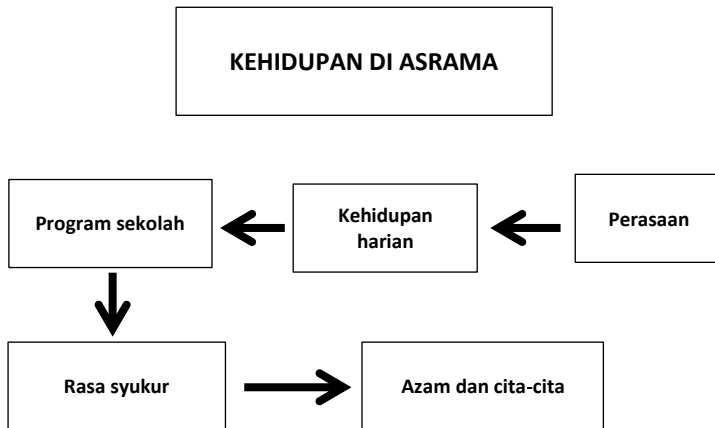 KEHIDUPAN DI ASRAMA
Perasaan
Kehidupan
harian
Program sekolah
Rasa syukur
Azam dan cita-cita